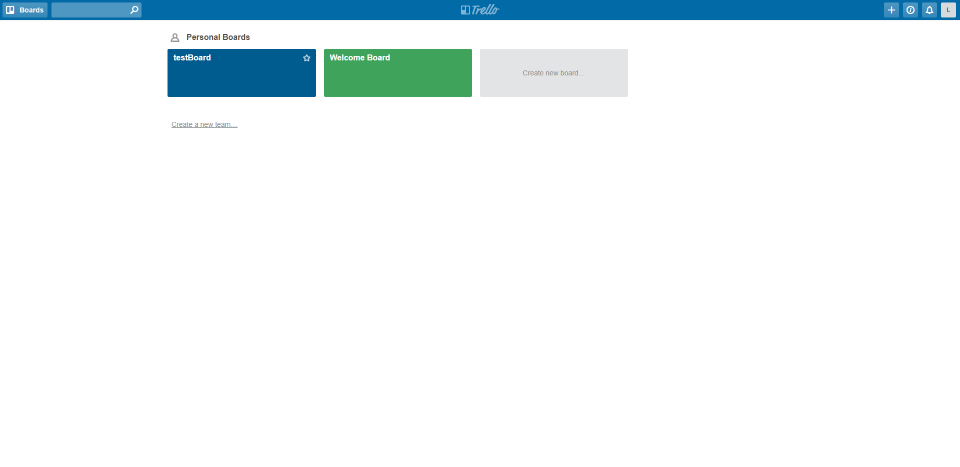 Boards
Trello
L
Personal Boards
testBoard
Welcome Board
Create new board...
Create a new team...